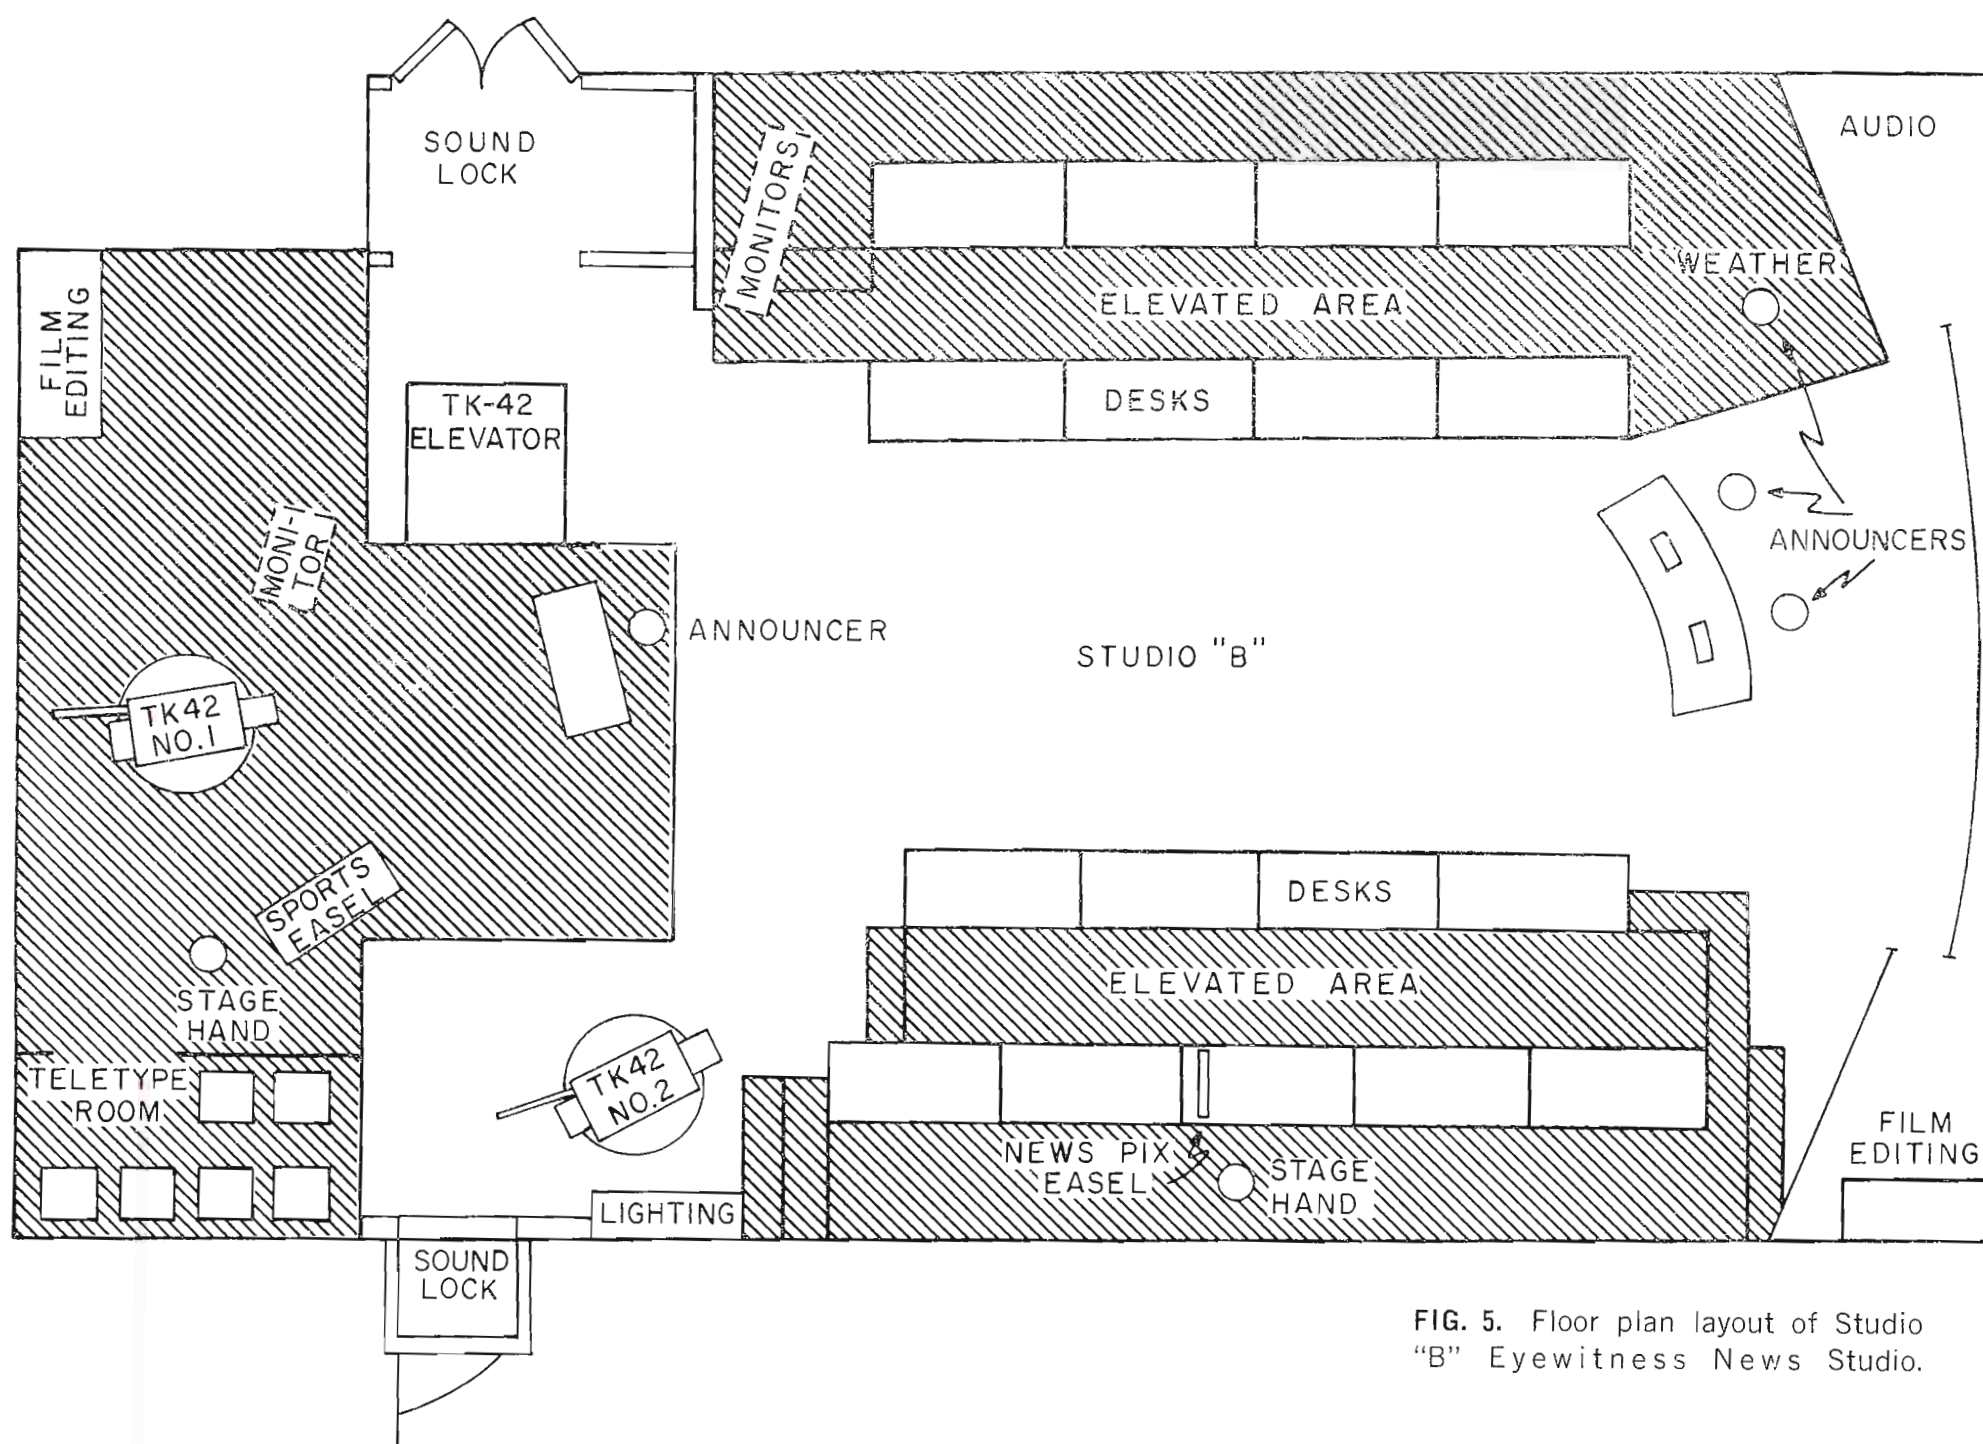 SOUND
LOCK
AUDIO
MONITORS
WEATHER
ELEVATED AREA
FILM
EDITING
TK-42
ELEVATOR
DESKS
MONI-
TOR
ANNOUNCERS
ANNOUNCER
STUDIO "B"
TK42
NO.1
SPORTS
EASEL
DESKS
ELEVATED AREA
STAGE
HAND
TELETYPE
ROOM
TK42
NO.2
NEWS PIX
EASEL
STAGE
HAND
FILM
EDITING
LIGHTING
SOUND
LOCK
FIG. 5. Floor plan layout of Studio
"B" Eyewitness News Studio.